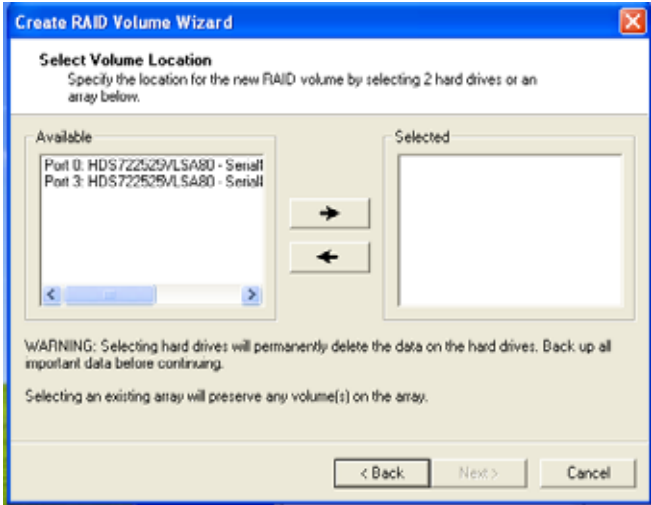 Create RAID Volume Wizard
Select Volume Location
Specify the location for the new RAID volume by selecting 2 hard drives or an
array below.
Available
Selected
Port 0: HDS722525VLSA80 - Serial
Port 3: HDS722525VLSA80 - Serial
WARNING: Selecting hard drives will permanently delete the data on the hard drives. Back up all
important data before continuing.
Selecting an existing array will preserve any volume(s) on the array.
< Back
Next >
Cancel